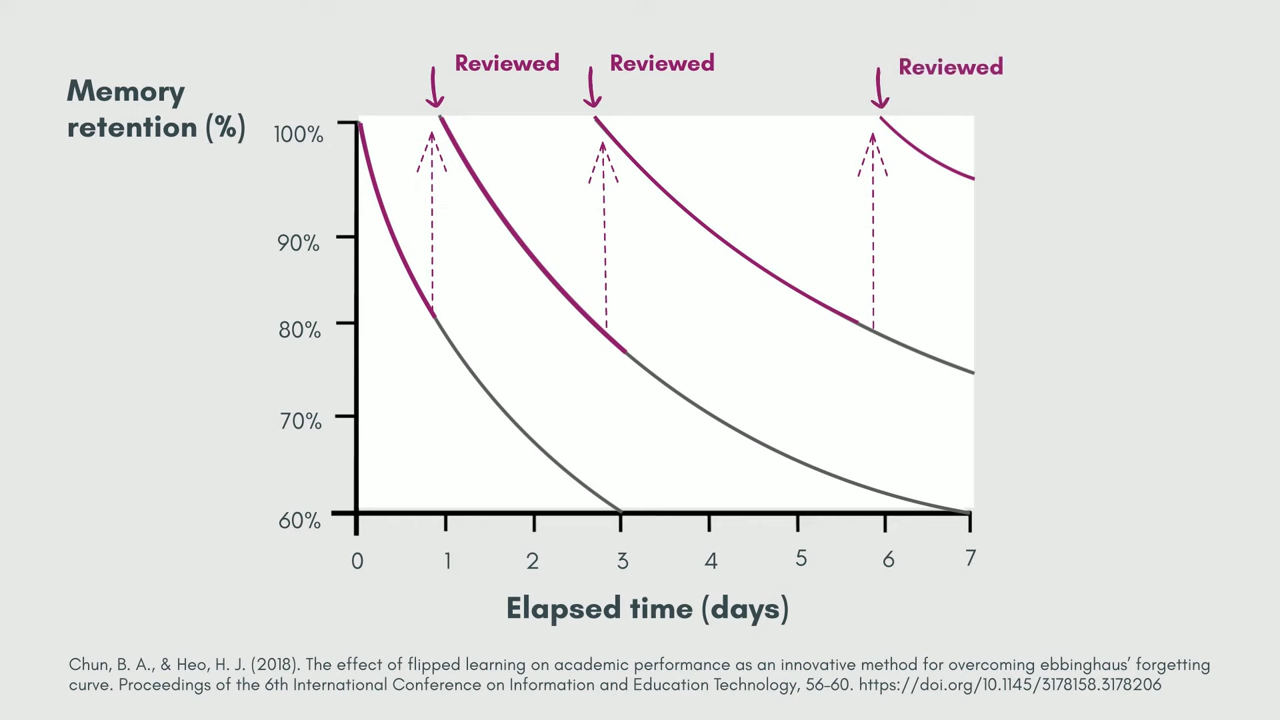 Reviewed
Reviewed
Reviewed
Memory
retention (%)
100%
90%
80%
70%
60%
0 1 2 3 4 5 6 7
Elapsed time (days)
Chun, B. A., & Heo, H. J. (2018). The effect of flipped learning on academic performance as an innovative method for overcoming ebbinghaus’ forgetting
curve. Proceedings of the 6th International Conference on Information and Education Technology, 56-60. https://doi.org/10.1145/3178158.3178206